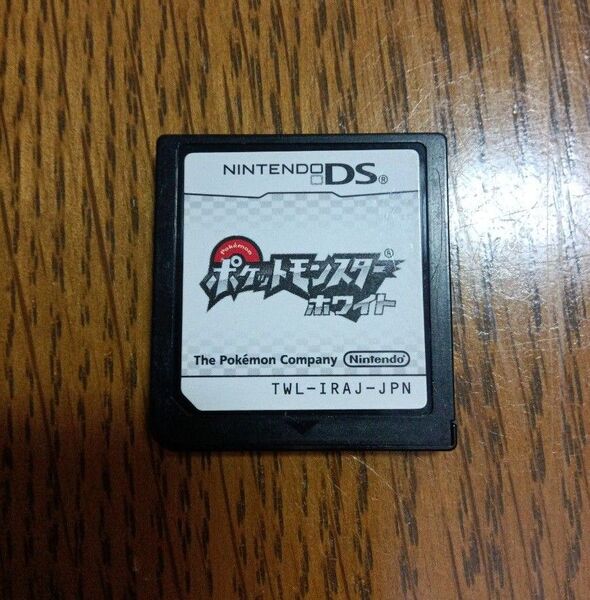 NINTENDO DS®
Pokémon
ポケットモンスター®
ホワイト
The Pokémon Company Nintendo®
TWL-IRAJ-JPN